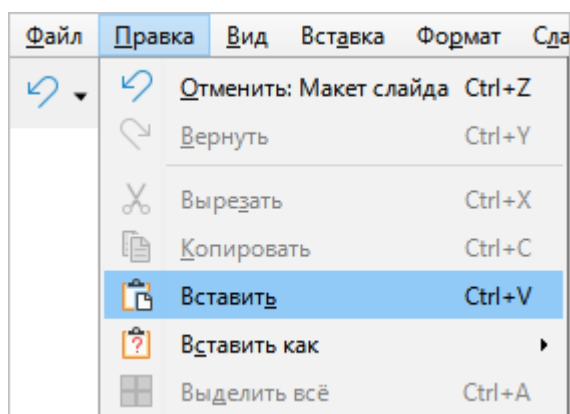 Файл Правка Вид Вставка Формат
Отменить: Макет слайда Ctrl+Z
Вернуть Ctrl+Y
Вырезать Ctrl+X
Копировать Ctrl+C
Вставить Ctrl+V
Вставить как
Выделить всё Ctrl+A